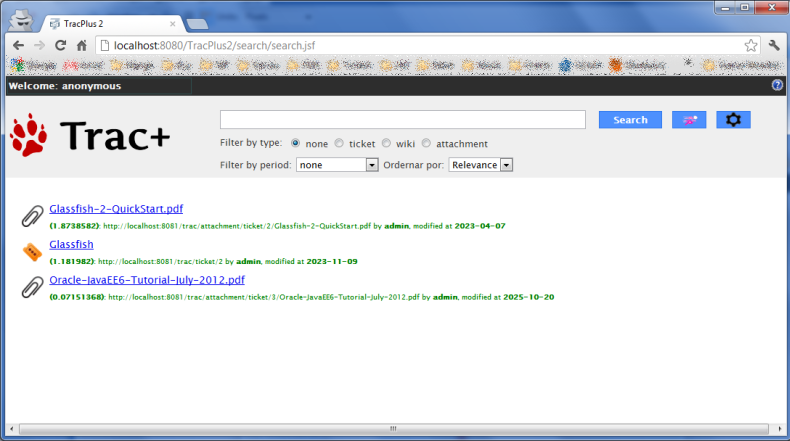 TracPlus 2
localhost:8080/TracPlus2/search/search.jsf
Welcome: anonymous
?
Trac+
Search
Filter by type: none ticket wiki attachment
Filter by period: none Ordernar por: Relevance
Glassfish-2-QuickStart.pdf
(1.8738582): http://localhost:8081/trac/attachment/ticket/2/Glassfish-2-QuickStart.pdf by admin, modified at 2023-04-07
Glassfish
(1.181982): http://localhost:8081/trac/ticket/2 by admin, modified at 2023-11-09
Oracle-JavaEE6-Tutorial-July-2012.pdf
(0.07151368): http://localhost:8081/trac/attachment/ticket/3/Oracle-JavaEE6-Tutorial-July-2012.pdf by admin, modified at 2025-10-20